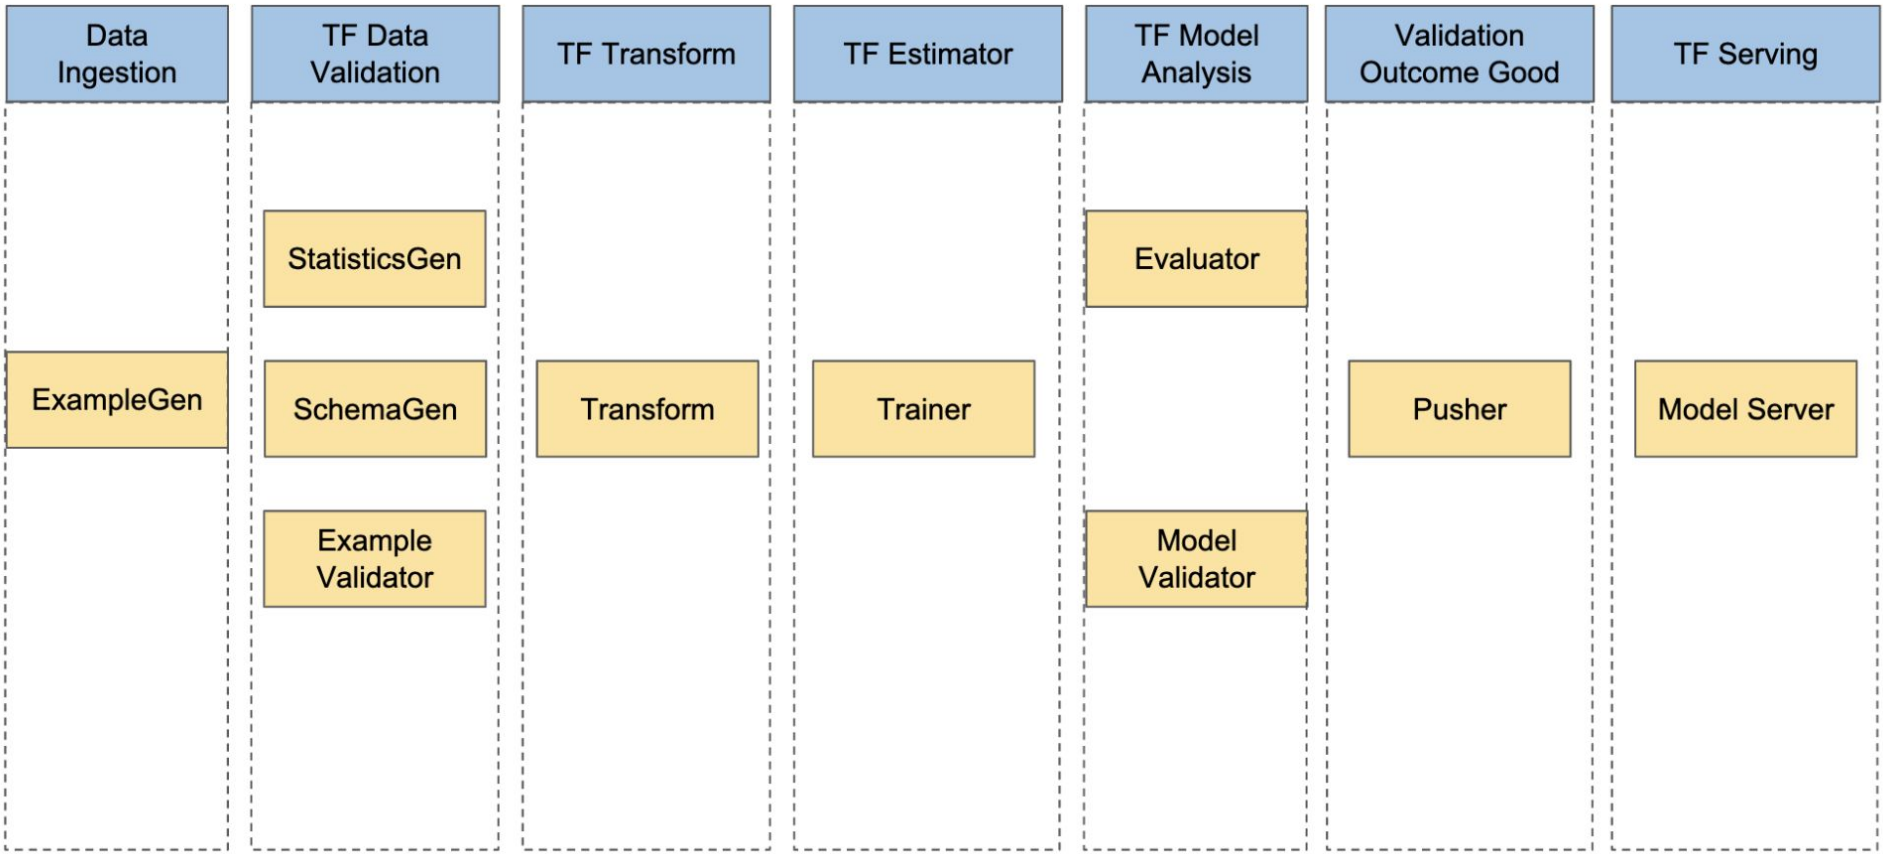 Data
Ingestion
TF Data
Validation
TF Transform
TF Estimator
TF Model
Analysis
Validation
Outcome Good
TF Serving
StatisticsGen
Evaluator
ExampleGen
SchemaGen
Transform
Trainer
Pusher
Model Server
Example
Validator
Model
Validator